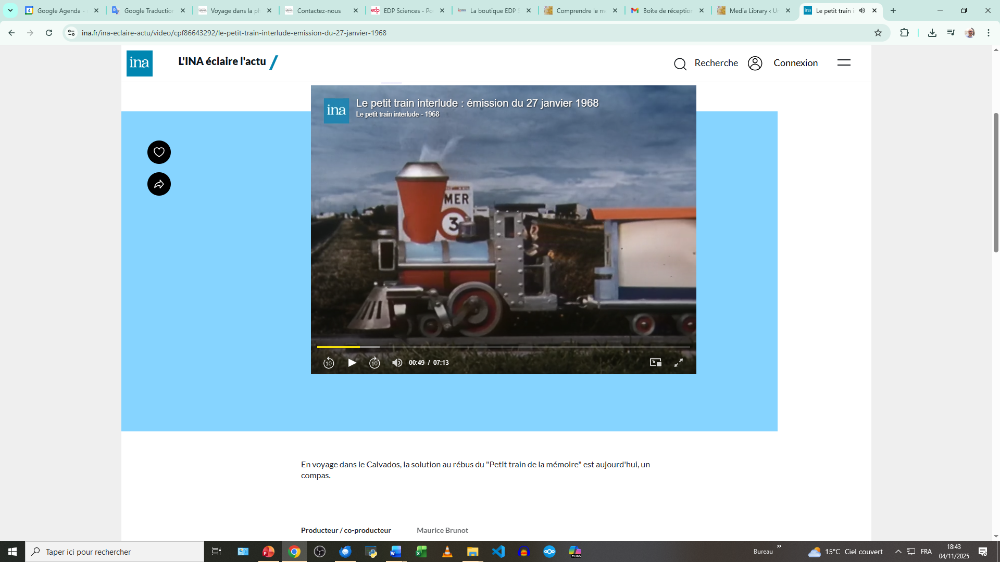 Google Agenda -
Google Traduction
Voyage dans la ph
Contactez-nous
EDP Sciences - Po
La boutique EDP S
Comprendre le m
Boîte de réception
Media Library ‹ U
Le petit train i
ina.fr/ina-eclaire-actu/video/cpf86643292/le-petit-train-interlude-emission-du-27-janvier-1968
ina
L'INA éclaire l'actu
Recherche
Connexion
ina
Le petit train interlude : émission du 27 janvier 1968
Le petit train interlude - 1968
MER
3
10
10
00:49 / 07:13
En voyage dans le Calvados, la solution au rébus du "Petit train de la mémoire" est aujourd'hui, un
compas.
Producteur / co-producteur
Maurice Brunot
Taper ici pour rechercher
M365
Bureau
15°C Ciel couvert
FRA
18:43
04/11/2025